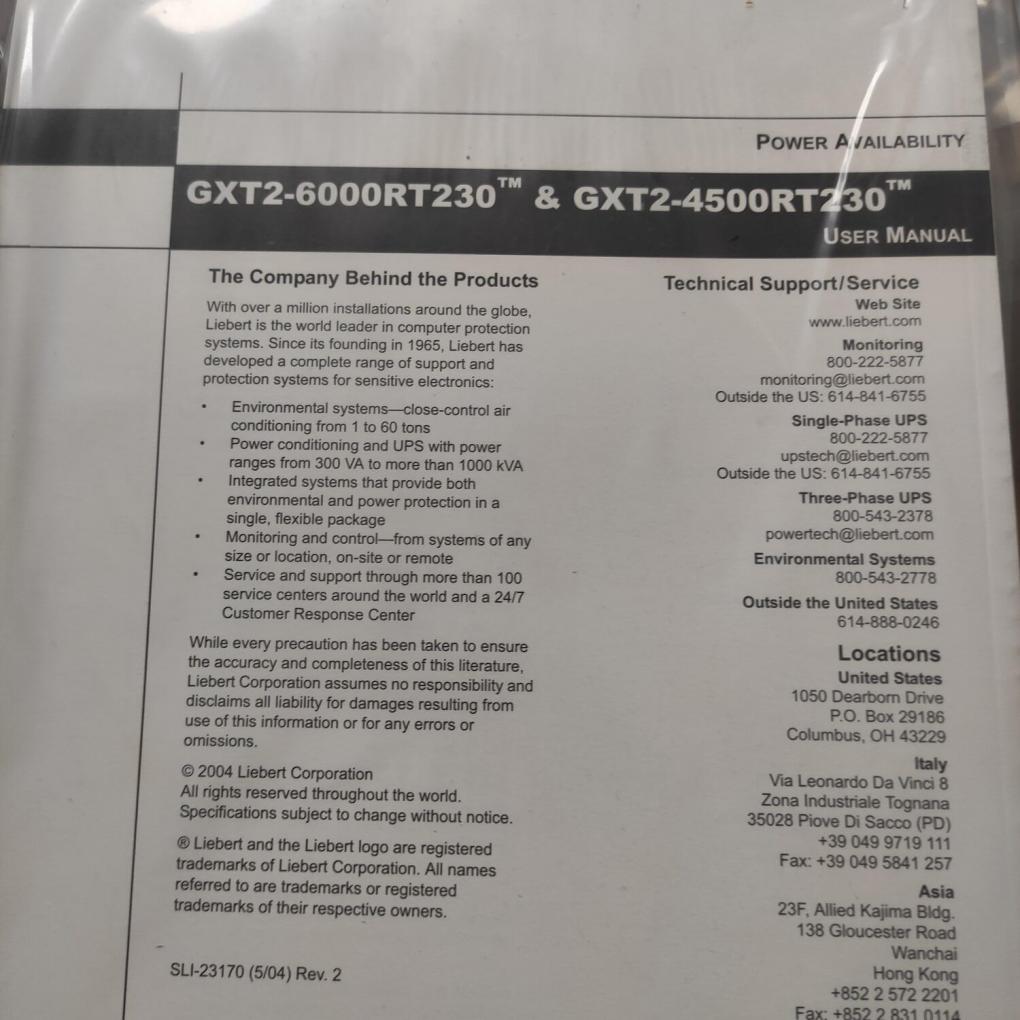 POWER AVAILABILITY
GXT2-6000RT230™ & GXT2-4500RT230™
USER MANUAL
The Company Behind the Products
With over a million installations around the globe,
Liebert is the world leader in computer protection
systems. Since its founding in 1965, Liebert has
developed a complete range of support and
protection systems for sensitive electronics:
• Environmental systems—close-control air
conditioning from 1 to 60 tons
• Power conditioning and UPS with power
ranges from 300 VA to more than 1000 kVA
• Integrated systems that provide both
environmental and power protection in a
single, flexible package
• Monitoring and control—from systems of any
size or location, on-site or remote
• Service and support through more than 100
service centers around the world and a 24/7
Customer Response Center
While every precaution has been taken to ensure
the accuracy and completeness of this literature,
Liebert Corporation assumes no responsibility and
disclaims all liability for damages resulting from
use of this information or for any errors or
omissions.
© 2004 Liebert Corporation
All rights reserved throughout the world.
Specifications subject to change without notice.
® Liebert and the Liebert logo are registered
trademarks of Liebert Corporation. All names
referred to are trademarks or registered
trademarks of their respective owners.
SLI-23170 (5/04) Rev. 2
Technical Support/Service
Web Site
www.liebert.com
Monitoring
800-222-5877
monitoring@liebert.com
Outside the US: 614-841-6755
Single-Phase UPS
800-222-5877
upstech@liebert.com
Outside the US: 614-841-6755
Three-Phase UPS
800-543-2378
powertech@liebert.com
Environmental Systems
800-543-2778
Outside the United States
614-888-0246
Locations
United States
1050 Dearborn Drive
P.O. Box 29186
Columbus, OH 43229
Italy
Via Leonardo Da Vinci 8
Zona Industriale Tognana
35028 Piove Di Sacco (PD)
+39 049 9719 111
Fax: +39 049 5841 257
Asia
23F, Allied Kajima Bldg.
138 Gloucester Road
Wanchai
Hong Kong
+852 2 572 2201
Fax: +852 2 831 0114